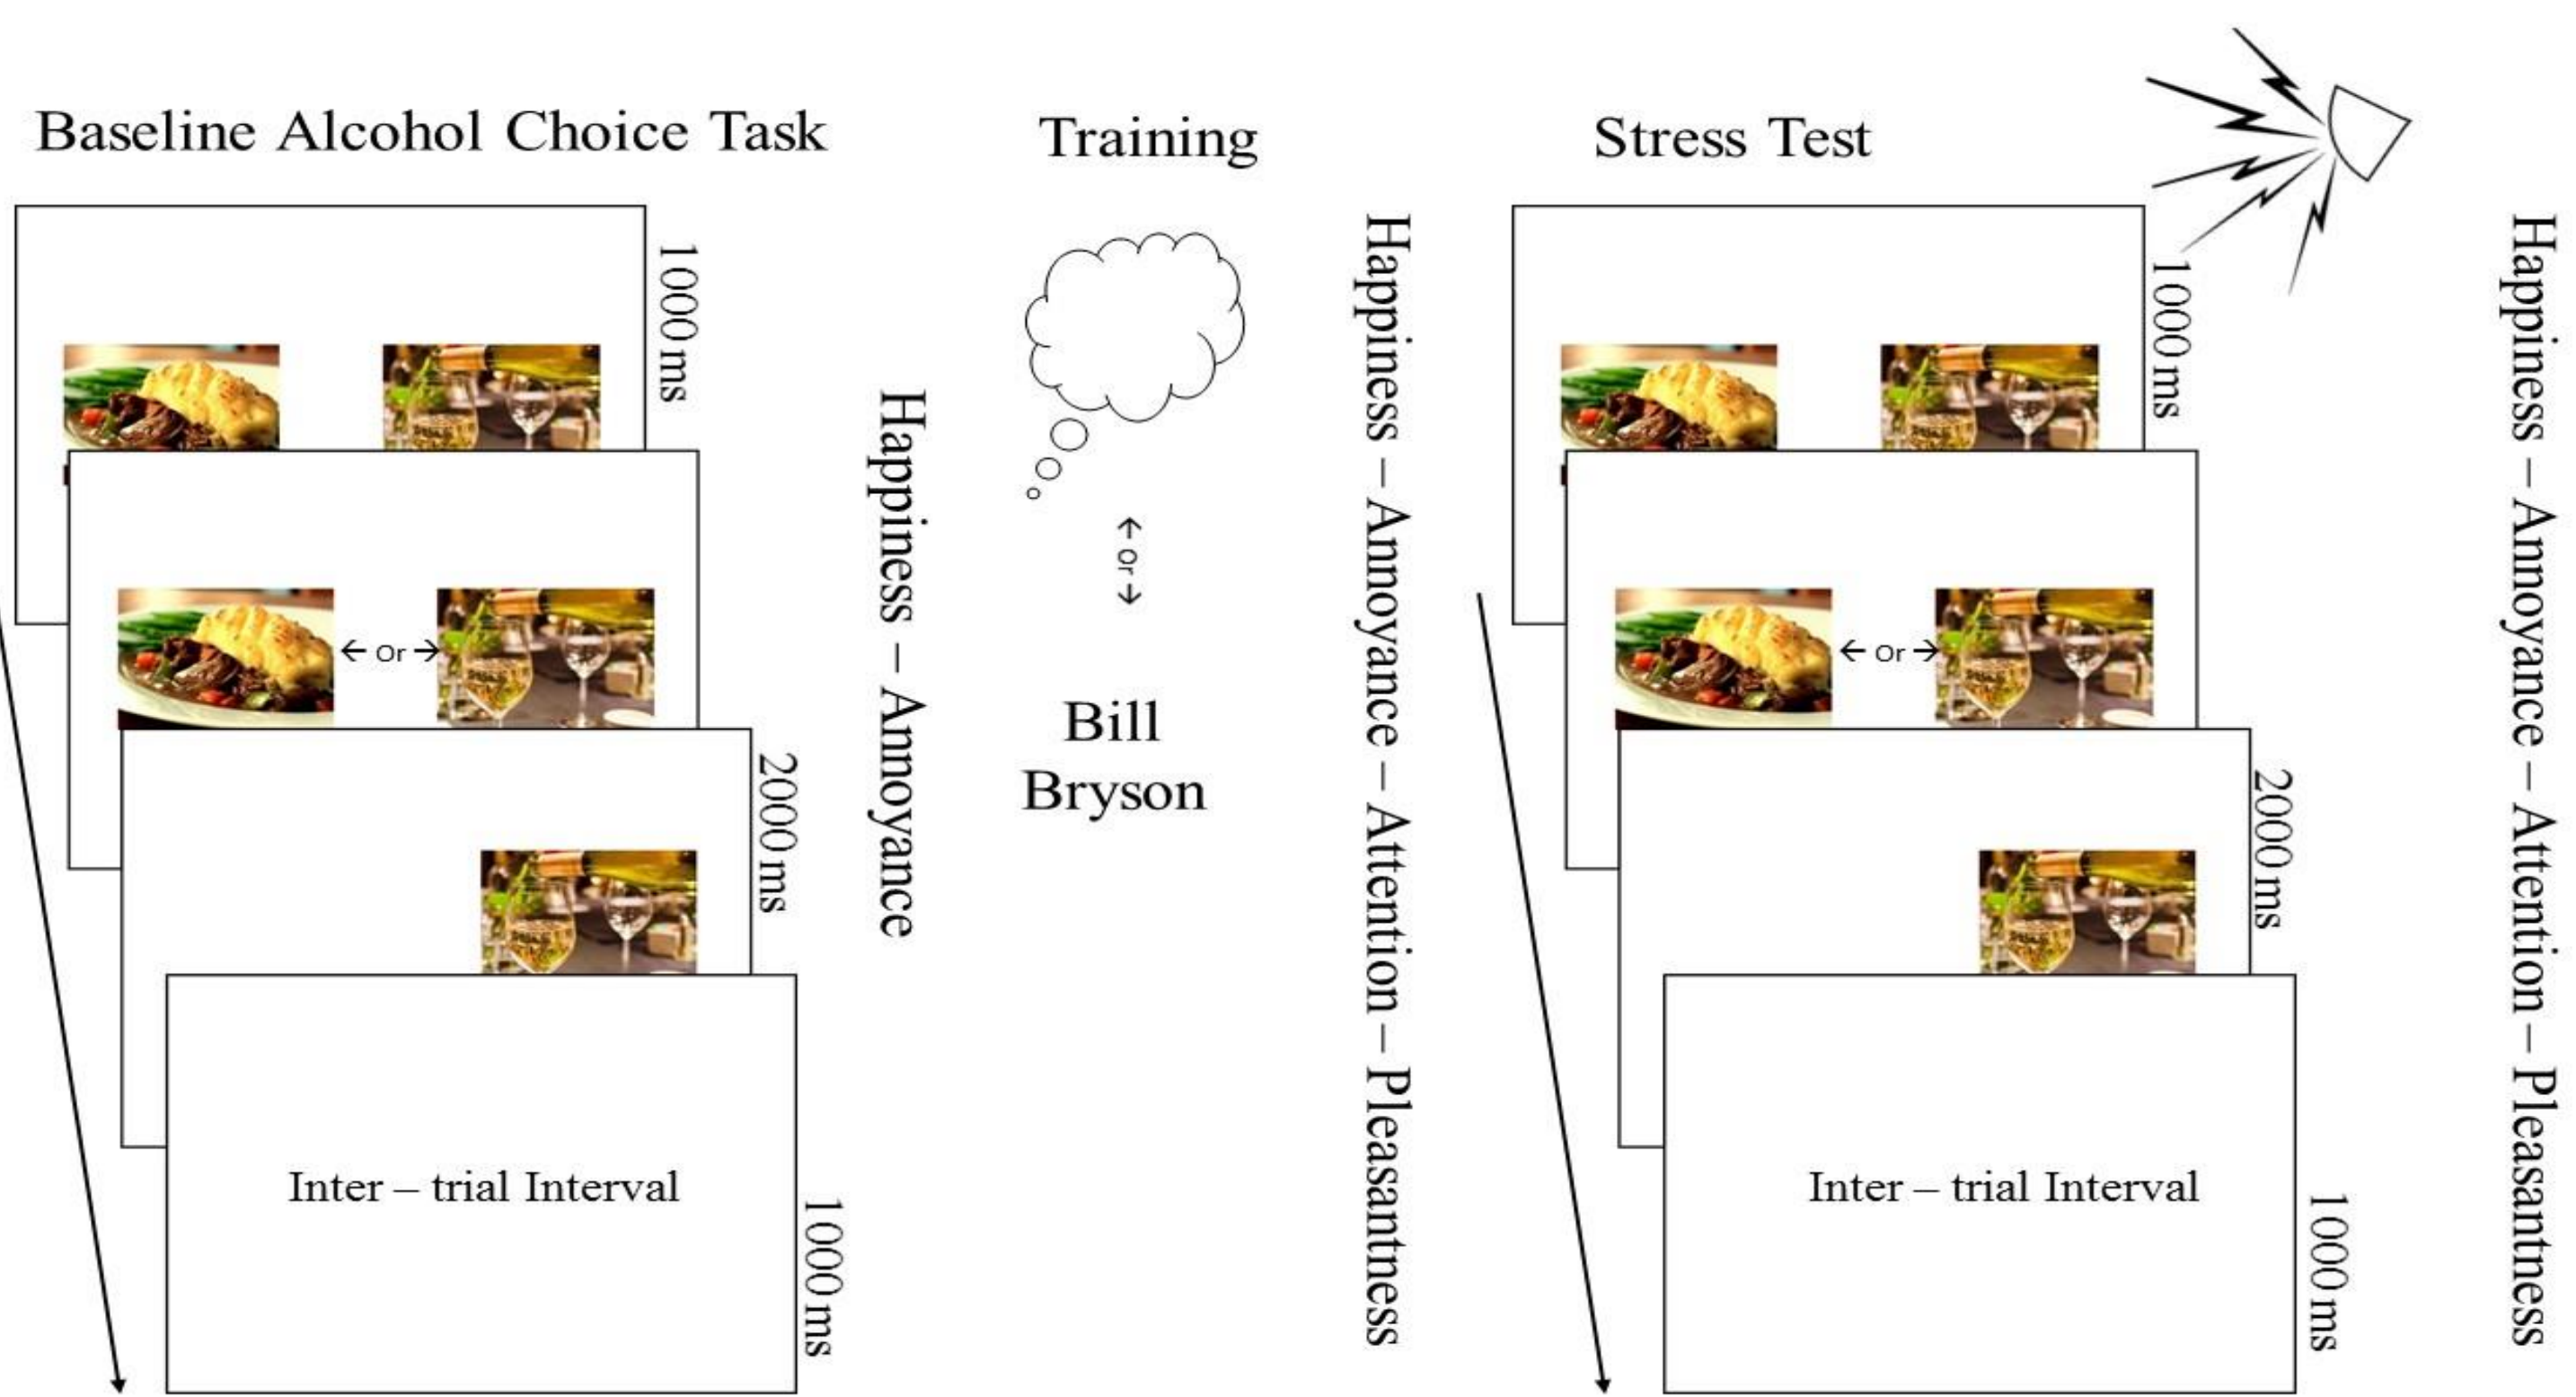 Baseline Alcohol Choice Task
1000 ms
← Or →
2000 ms
Inter – trial Interval
1000 ms
Happiness – Annoyance
Training
← or →
Bill
Bryson
Happiness – Annoyance – Attention – Pleasantness
Stress Test
1000 ms
← Or →
2000 ms
Inter – trial Interval
1000 ms
Happiness – Annoyance – Attention – Pleasantness